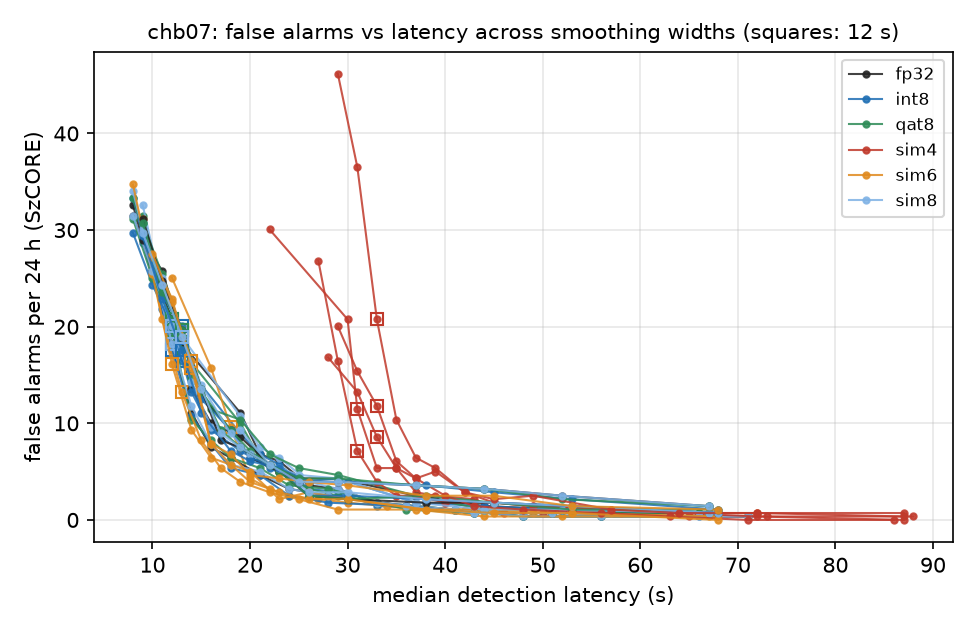 chb07: false alarms vs latency across smoothing widths (squares: 12 s)
fp32
int8
qat8
sim4
sim6
sim8
false alarms per 24 h (SzCORE)
40
30
20
10
0
10 20 30 40 50 60 70 80 90
median detection latency (s)